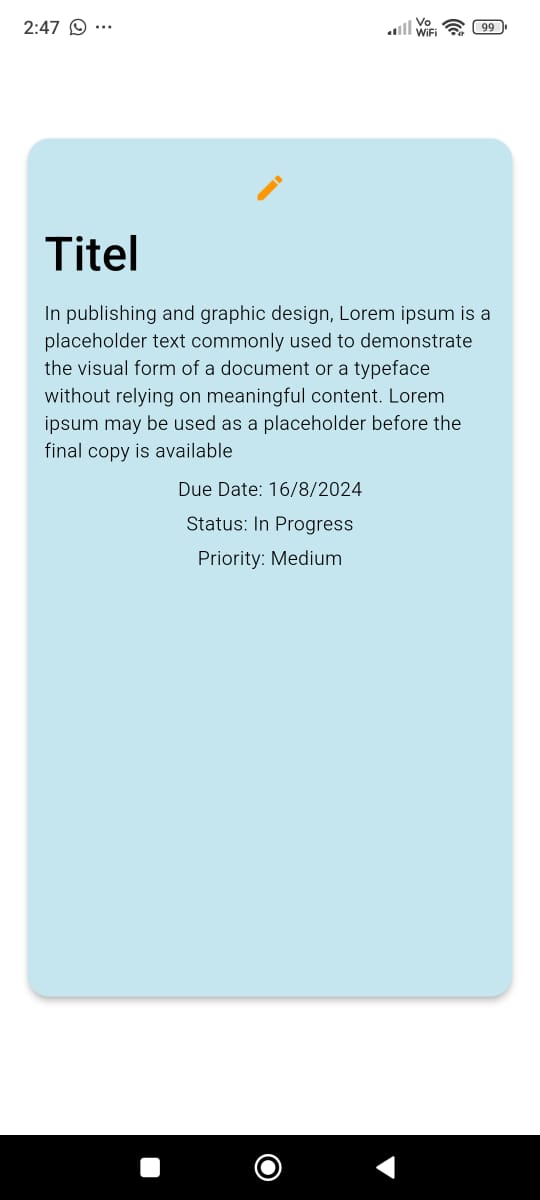 2:47
Vo
WiFi
99
Titel
In publishing and graphic design, Lorem ipsum is a
placeholder text commonly used to demonstrate
the visual form of a document or a typeface
without relying on meaningful content. Lorem
ipsum may be used as a placeholder before the
final copy is available
Due Date: 16/8/2024
Status: In Progress
Priority: Medium